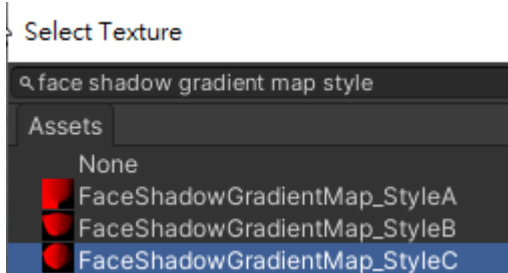 Select Texture
face shadow gradient map style
Assets
None
FaceShadowGradientMap_StyleA
FaceShadowGradientMap_StyleB
FaceShadowGradientMap_StyleC